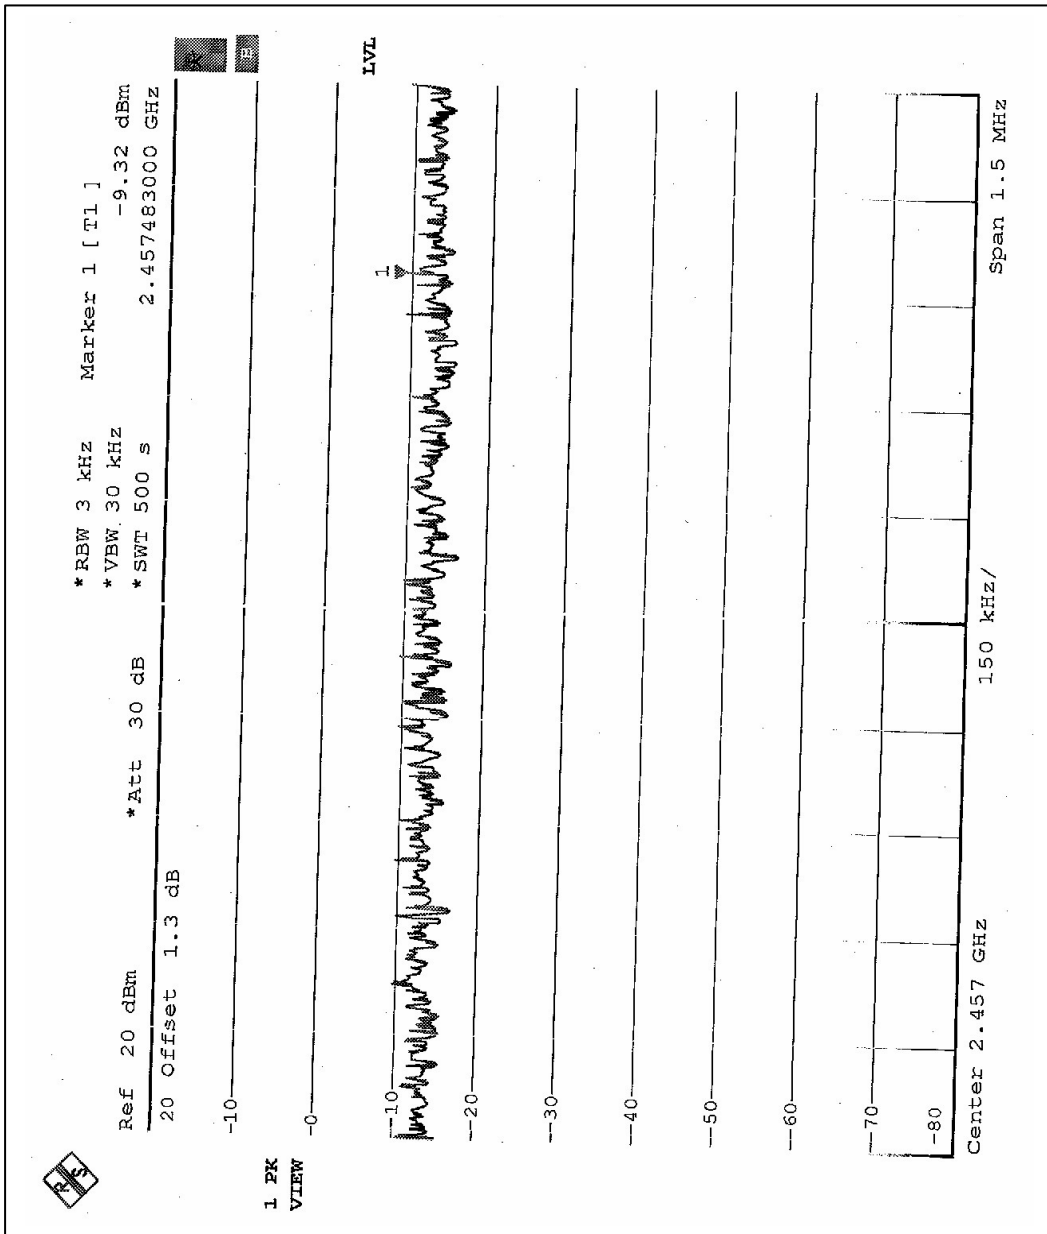 R S
*RBW 3 kHz Marker 1 [T1 ]
*VBW 30 kHz -9.32 dBm
Ref 20 dBm *Att 30 dB *SWT 500 s 2.457483000 GHz
20 Offset 1.3 dB
-10
1 PK
VIEW
-0
LVL
1
--10
--20
--30
--40
--50
--60
--70
-80
Center 2.457 GHz 150 kHz/ Span 1.5 MHz